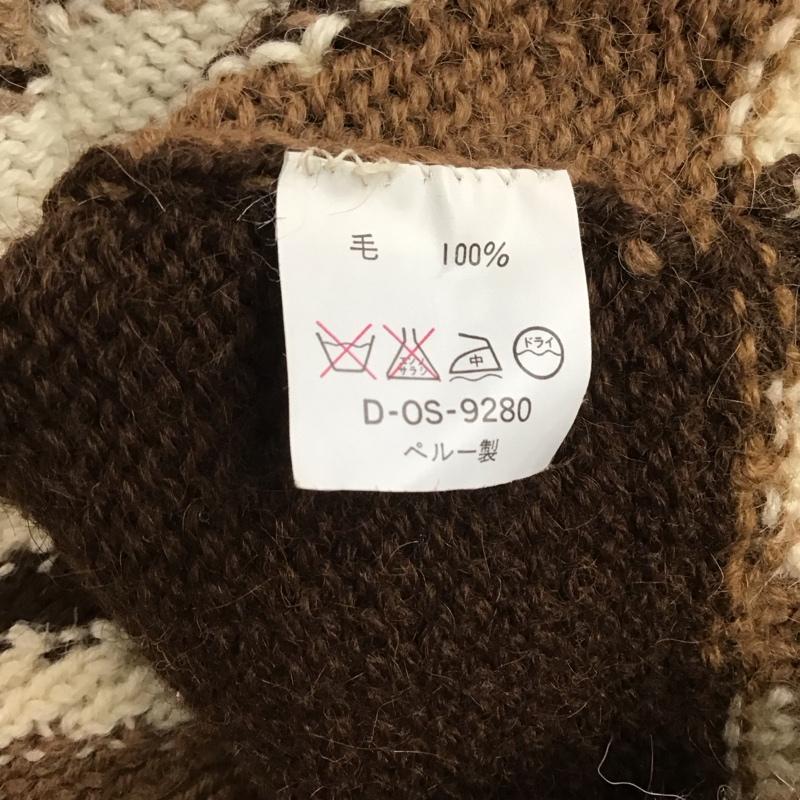 毛 100%
エンソ
サラシ
中
ドライ
D-OS-9280
ペルー製